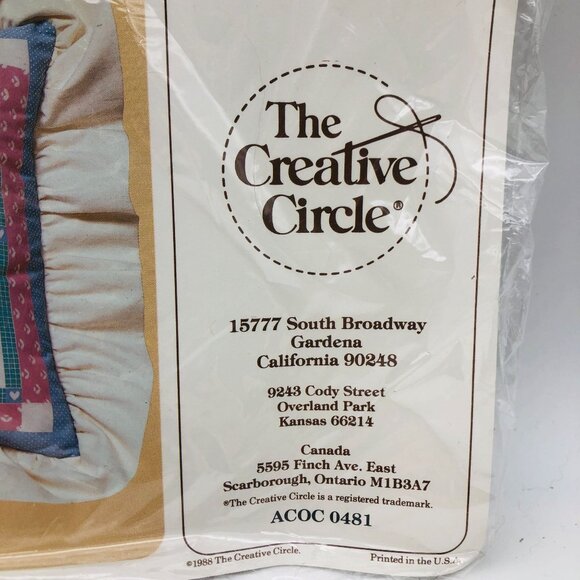 The
Creative
Circle®
15777 South Broadway
Gardena
California 90248
9243 Cody Street
Overland Park
Kansas 66214
Canada
5595 Finch Ave. East
Scarborough, Ontario M1B3A7
®The Creative Circle is a registered trademark.
ACOC 0481
©1988 The Creative Circle.
Printed in the U.S.A.